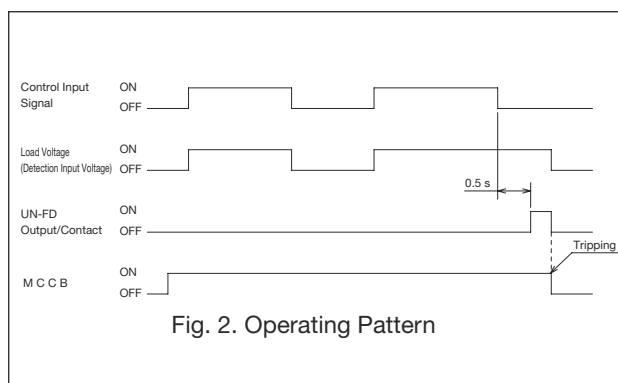 Control Input
Signal
ON
OFF
Load Voltage
(Detection Input Voltage)
ON
OFF
0.5 s
UN-FD
Output/Contact
ON
OFF
Tripping
M C C B
ON
OFF
Fig. 2. Operating Pattern